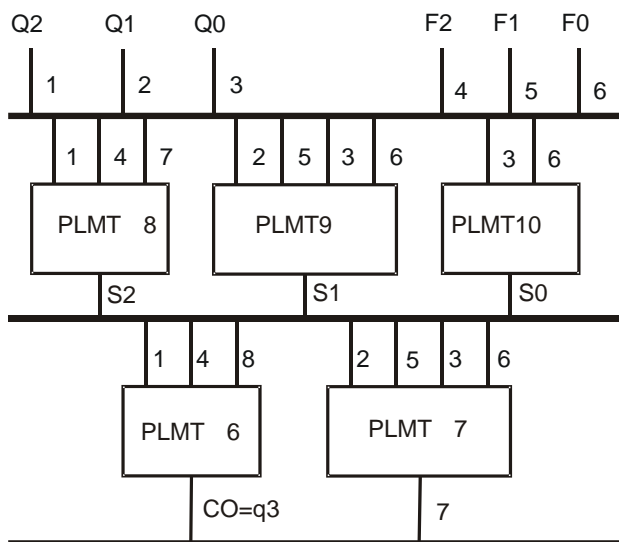 Q2 Q1 Q0 F2 F1 F0
1 2 3 4 5 6
1 4 7 2 5 3 6 3 6
PLMT 8 PLMT9 PLMT10
S2 S1 S0
1 4 8 2 5 3 6
PLMT 6 PLMT 7
CO=q3 7